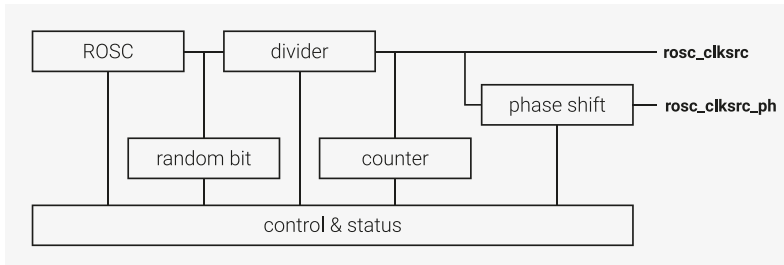 ROSC
divider
rosc_clksrc
phase shift
rosc_clksrc_ph
random bit
counter
control & status